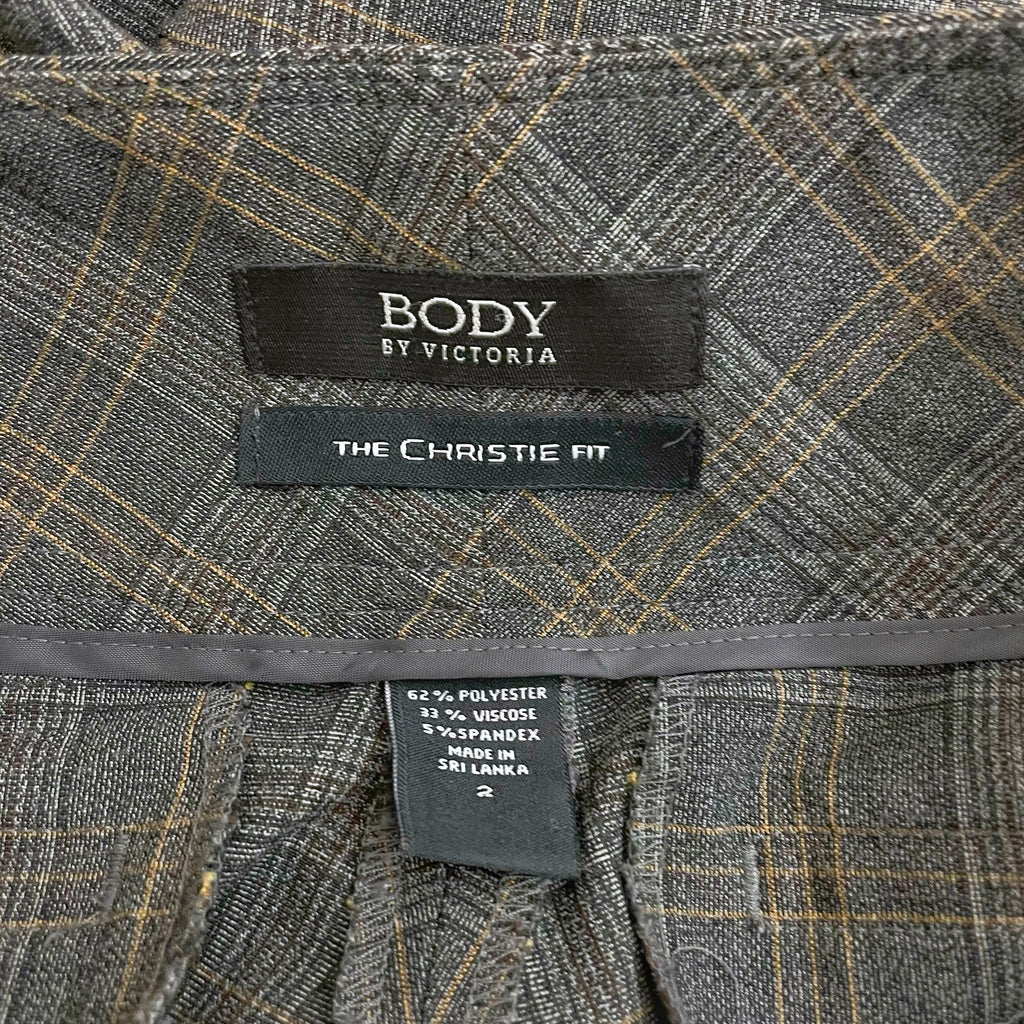 BODY
BY VICTORIA
THE CHRISTIE FIT
62 % POLYESTER
33 % VISCOSE
5 %SPANDEX
MADE IN
SRI LANKA
2